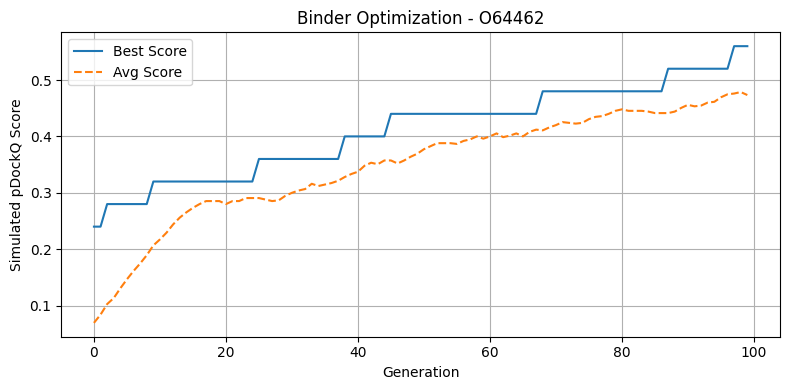 Binder Optimization - O64462
Best Score
Avg Score
Simulated pDockQ Score
0.5
0.4
0.3
0.2
0.1
0 20 40 60 80 100
Generation